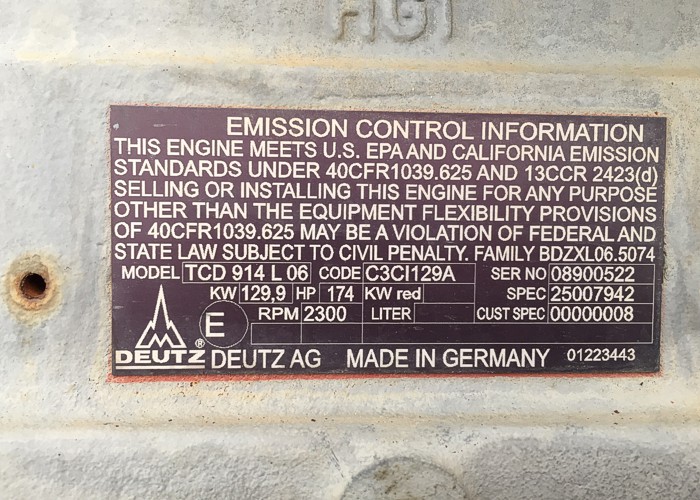 HG1
EMISSION CONTROL INFORMATION
THIS ENGINE MEETS U.S. EPA AND CALIFORNIA EMISSION
STANDARDS UNDER 40CFR1039.625 AND 13CCR 2423(d)
SELLING OR INSTALLING THIS ENGINE FOR ANY PURPOSE
OTHER THAN THE EQUIPMENT FLEXIBILITY PROVISIONS
OF 40CFR1039.625 MAY BE A VIOLATION OF FEDERAL AND
STATE LAW SUBJECT TO CIVIL PENALTY. FAMILY BDZXL06.5074
MODEL TCD 914 L 06 CODE C3CI129A SER NO 08900522
KW 129,9 HP 174 KW red SPEC 25007942
E RPM 2300 LITER CUST SPEC 00000008
DEUTZ® DEUTZ AG MADE IN GERMANY 01223443